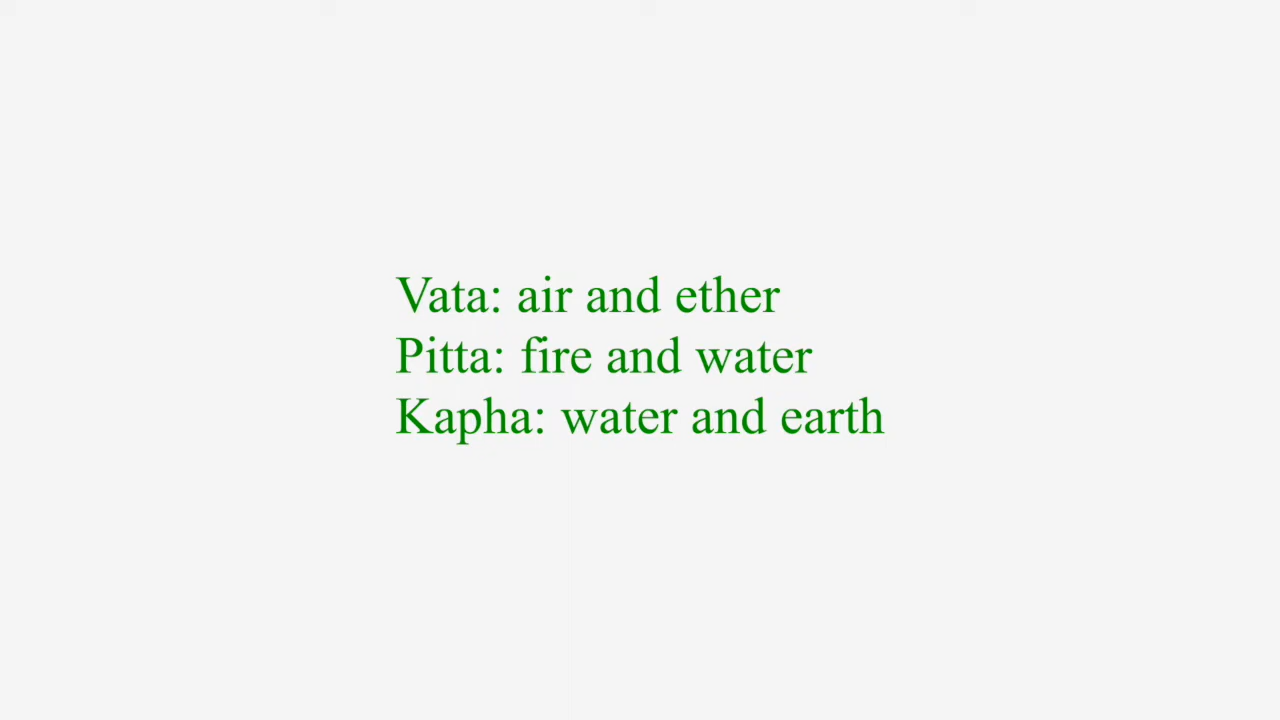 Vata: air and ether
Pitta: fire and water
Kapha: water and earth